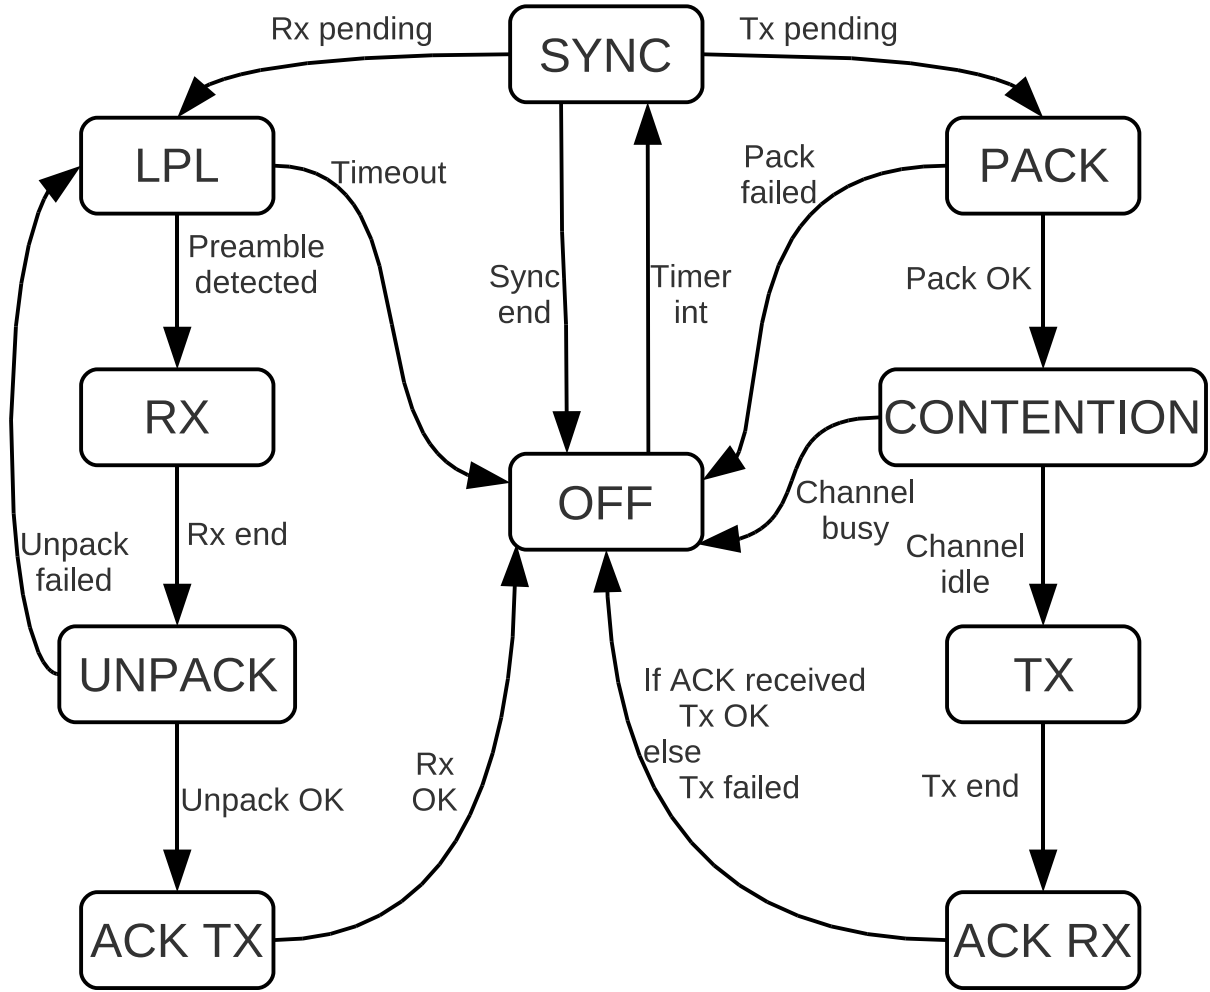 Rx pending
SYNC
Tx pending
LPL
Timeout
Pack
failed
PACK
Preamble
detected
Sync
end
Timer
int
Pack OK
RX
CONTENTION
OFF
Channel
busy
Rx end
Unpack
failed
Channel
idle
UNPACK
TX
If ACK received
Tx OK
else
Tx failed
Rx
OK
Unpack OK
Tx end
ACK TX
ACK RX